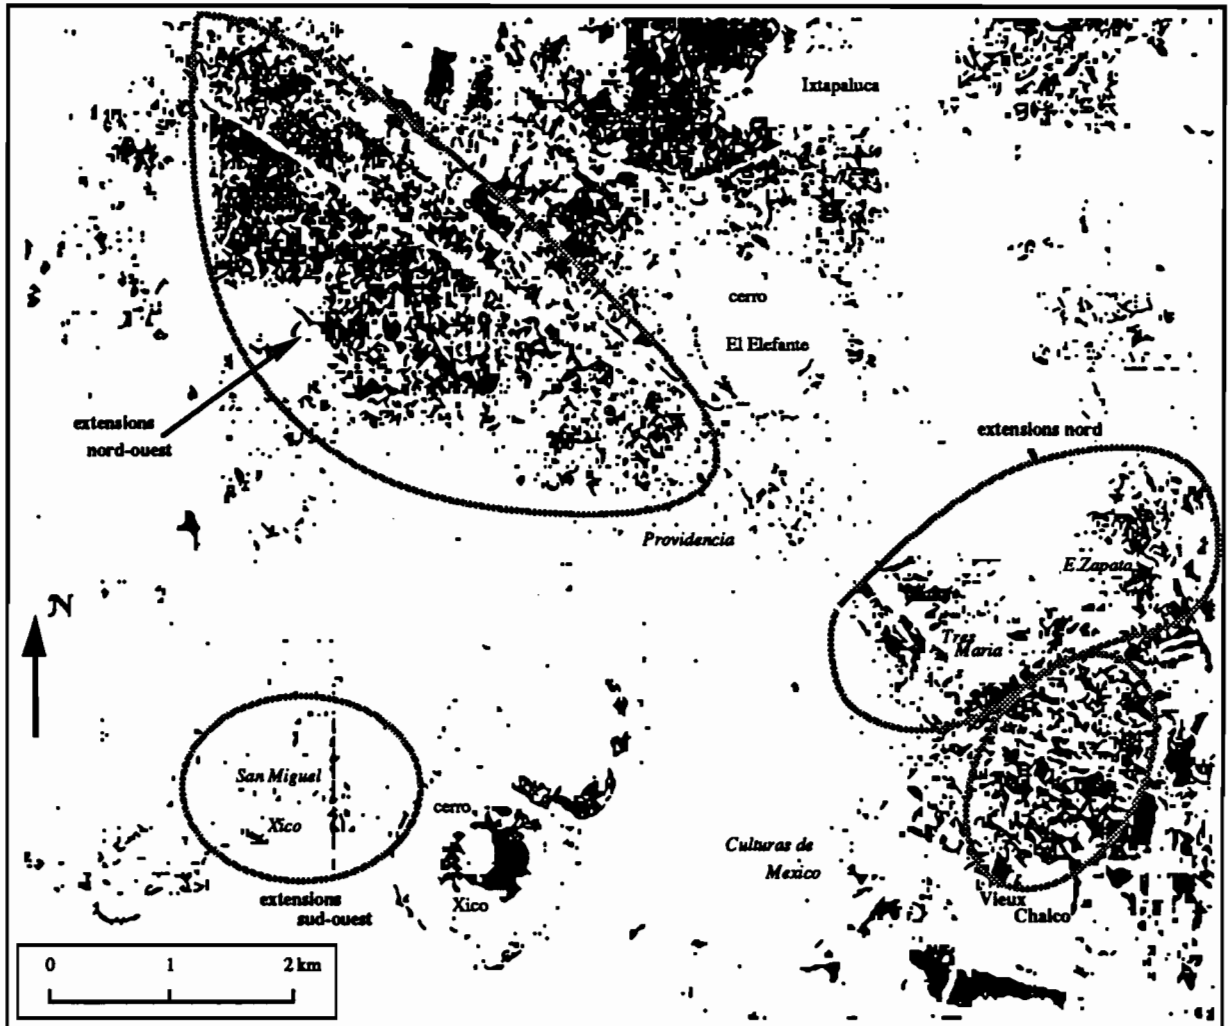 Ixtapaluca
cerro
El Elefante
extensions
nord-ouest
extensions nord
Providencia
E.Zapata
N
Tres
Maria
San Miguel
Xico
cerro
Xico
Culturas de
Mexico
extensions
sud-ouest
Vieux
Chalco
0 1 2 km